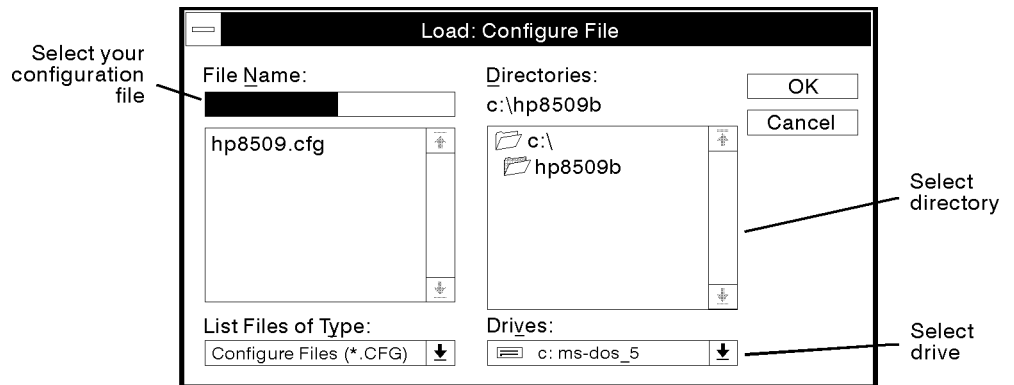 Load: Configure File
Select your
configuration
file
File Name:
hp8509.cfg
List Files of Type:
Configure Files (*.CFG)
Directories:
c:\hp8509b
c:\
hp8509b
Drives:
c: ms-dos_5
OK
Cancel
Select
directory
Select
drive